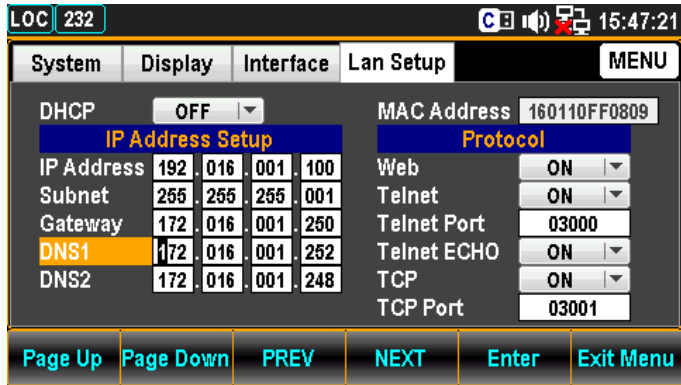 LOC 232 C 15:47:21
System Display Interface Lan Setup MENU
DHCP OFF MAC Address 160110FF0809
IP Address Setup Protocol
IP Address 192 . 016 . 001 . 100 Web ON
Subnet 255 . 255 . 255 . 001 Telnet ON
Gateway 172 . 016 . 001 . 250 Telnet Port 03000
DNS1 172 . 016 . 001 . 252 Telnet ECHO ON
DNS2 172 . 016 . 001 . 248 TCP ON
TCP Port 03001
Page Up Page Down PREV NEXT Enter Exit Menu